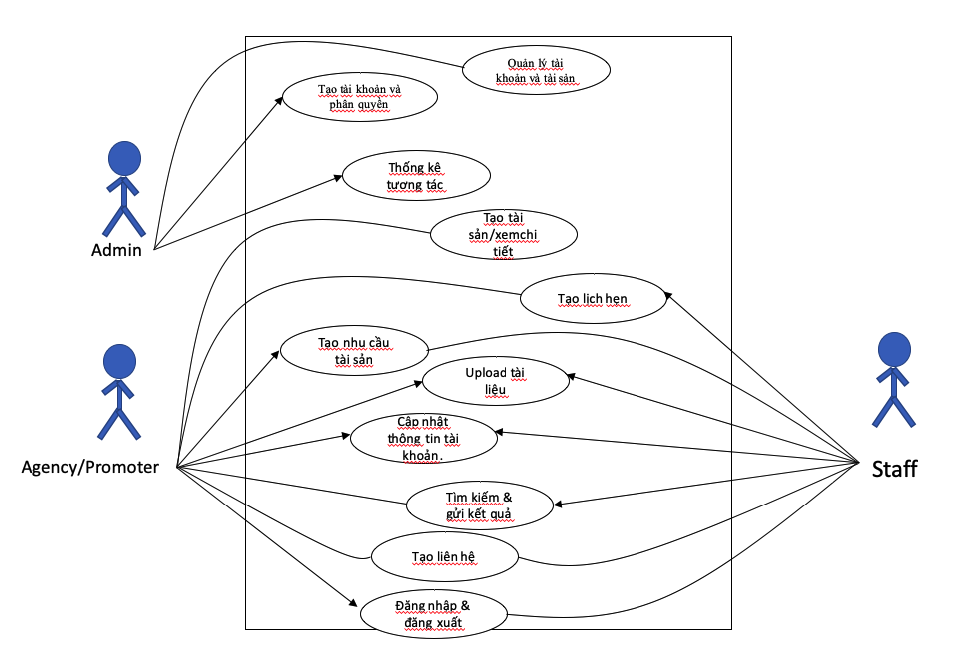 Quản lý tài
khoản và tài sản
Tạo tài khoản và
phân quyền
Thống kê
tương tác
Admin
Tạo tài
sản/xemchi
tiết
Tạo lịch hẹn
Tạo nhu cầu
tài sản
Upload tài
liệu
Cập nhật
thông tin tài
khoản.
Agency/Promoter
Staff
Tìm kiếm &
gửi kết quả
Tạo liên hệ
Đăng nhập &
đăng xuất